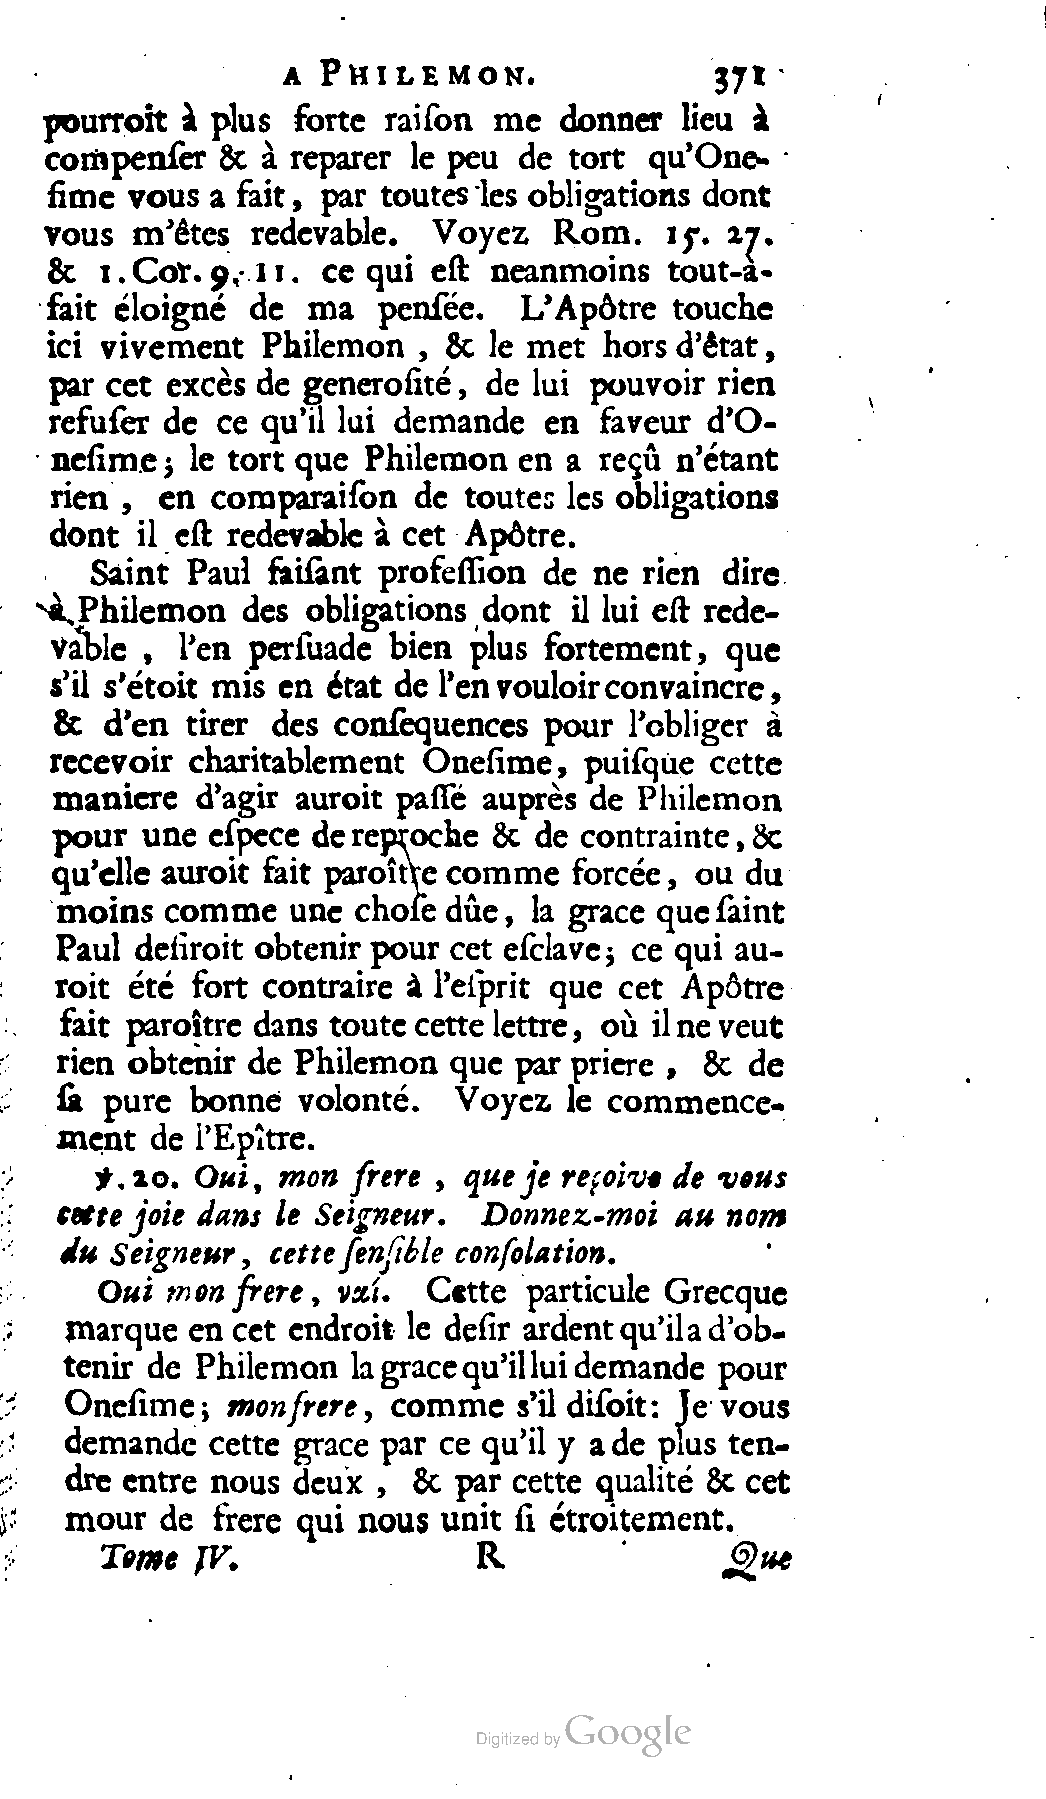 A PHILEMON. 371
pourroit à plus forte raiſon me donner lieu à
compenſer & à reparer le peu de tort qu'One-
ſime vous a fait, par toutes les obligations dont
vous m'êtes redevable. Voyez Rom. 15. 27.
& 1. Cor. 9. 11. ce qui eſt neanmoins tout-à-
fait éloigné de ma penſée. L'Apôtre touche
ici vivement Philemon , & le met hors d'état,
par cet excès de generoſité, de lui pouvoir rien
refuſer de ce qu'il lui demande en faveur d'O-
neſime; le tort que Philemon en a reçû n'étant
rien , en comparaiſon de toutes les obligations
dont il eſt redevable à cet Apôtre.
Saint Paul faiſant profeſſion de ne rien dire
à Philemon des obligations dont il lui eſt rede-
vable , l'en perſuade bien plus fortement, que
s'il s'étoit mis en état de l'en vouloir convaincre,
& d'en tirer des conſequences pour l'obliger à
recevoir charitablement Oneſime, puiſque cette
maniere d'agir auroit paſſé auprès de Philemon
pour une eſpece de reproche & de contrainte, &
qu'elle auroit fait paroître comme forcée, ou du
moins comme une choſe dûe, la grace que ſaint
Paul deſiroit obtenir pour cet eſclave; ce qui au-
roit été fort contraire à l'eſprit que cet Apôtre
fait paroître dans toute cette lettre, où il ne veut
rien obtenir de Philemon que par priere , & de
ſa pure bonne volonté. Voyez le commence-
ment de l'Epître.
℣. 20. Oui, mon frere , que je reçoive de vous
cette joie dans le Seigneur. Donnez-moi au nom
du Seigneur, cette ſenſible conſolation.
Oui mon frere, ναί. Cette particule Grecque
marque en cet endroit le deſir ardent qu'il a d'ob-
tenir de Philemon la grace qu'il lui demande pour
Oneſime; mon frere, comme s'il diſoit: Je vous
demande cette grace par ce qu'il y a de plus ten-
dre entre nous deux , & par cette qualité & cet
mour de frere qui nous unit ſi étroitement.
Tome IV. R Que
Digitized by Google